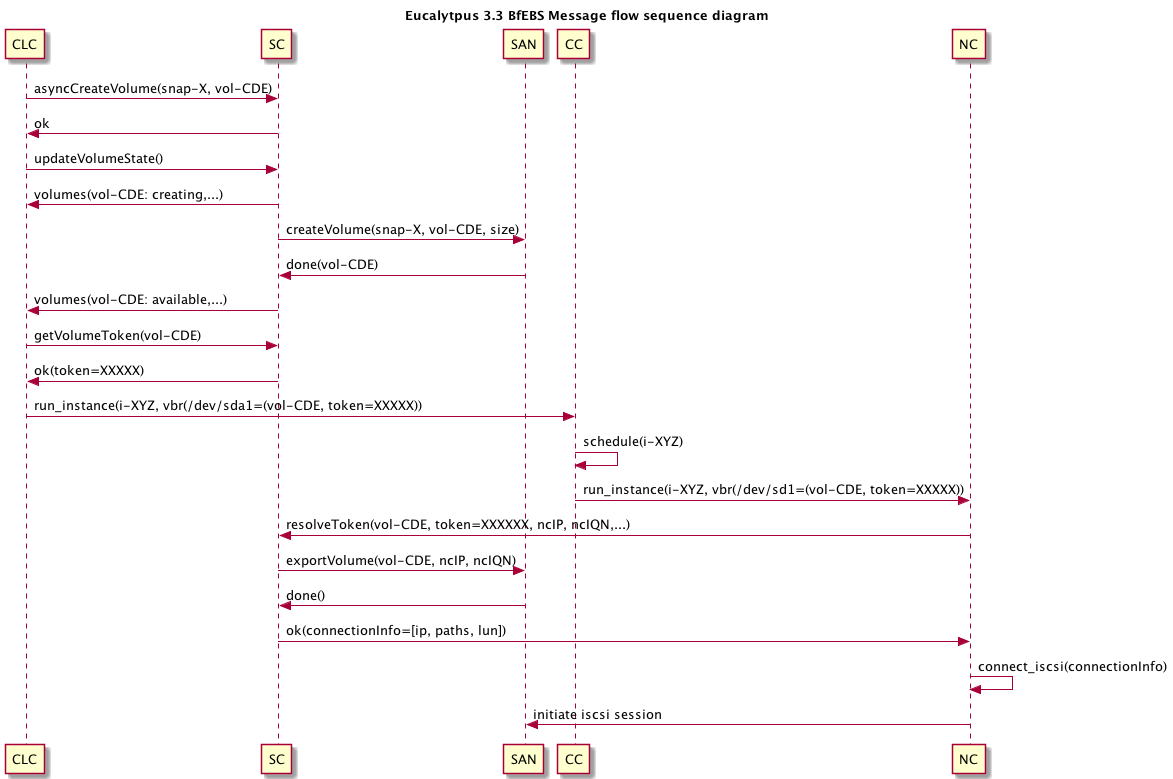 Eucalytpus 3.3 BfEBS Message flow sequence diagram
CLC SC SAN CC NC
asyncCreateVolume(snap-X, vol-CDE)
ok
updateVolumeState()
volumes(vol-CDE: creating,...)
createVolume(snap-X, vol-CDE, size)
done(vol-CDE)
volumes(vol-CDE: available,...)
getVolumeToken(vol-CDE)
ok(token=XXXXX)
run_instance(i-XYZ, vbr(/dev/sda1=(vol-CDE, token=XXXXX))
schedule(i-XYZ)
run_instance(i-XYZ, vbr(/dev/sd1=(vol-CDE, token=XXXXX))
resolveToken(vol-CDE, token=XXXXXX, ncIP, ncIQN,...)
exportVolume(vol-CDE, ncIP, ncIQN)
done()
ok(connectionInfo=[ip, paths, lun])
connect_iscsi(connectionInfo)
initiate iscsi session
CLC SC SAN CC NC